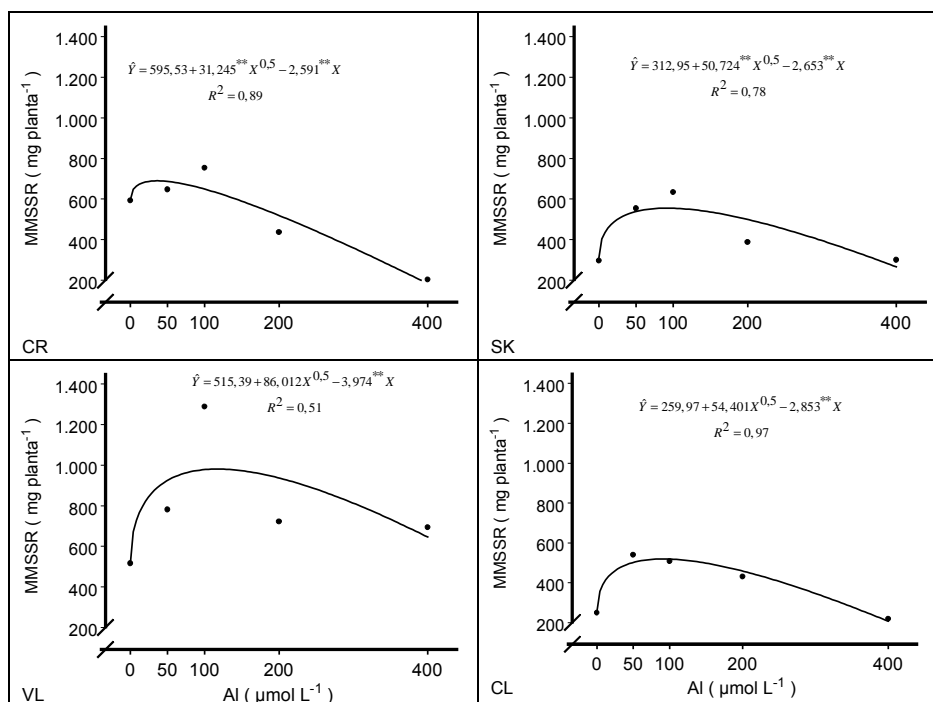 1.400
1.200
1.000
800
600
400
200
MMSSR ( mg planta⁻¹ )
Ŷ = 595,53 + 31,245** X^0,5 − 2,591** X
R² = 0,89
0 50 100 200 400
CR
1.400
1.200
1.000
800
600
400
200
MMSSR ( mg planta⁻¹ )
Ŷ = 312,95 + 50,724** X^0,5 − 2,653** X
R² = 0,78
0 50 100 200 400
SK
1.400
1.200
1.000
800
600
400
200
MMSSR ( mg planta⁻¹ )
Ŷ = 515,39 + 86,012X^0,5 − 3,974** X
R² = 0,51
0 50 100 200 400
VL
Al ( µmol L⁻¹ )
1.400
1.200
1.000
800
600
400
200
MMSSR ( mg planta⁻¹ )
Ŷ = 259,97 + 54,401X^0,5 − 2,853** X
R² = 0,97
0 50 100 200 400
CL
Al ( µmol L⁻¹ )